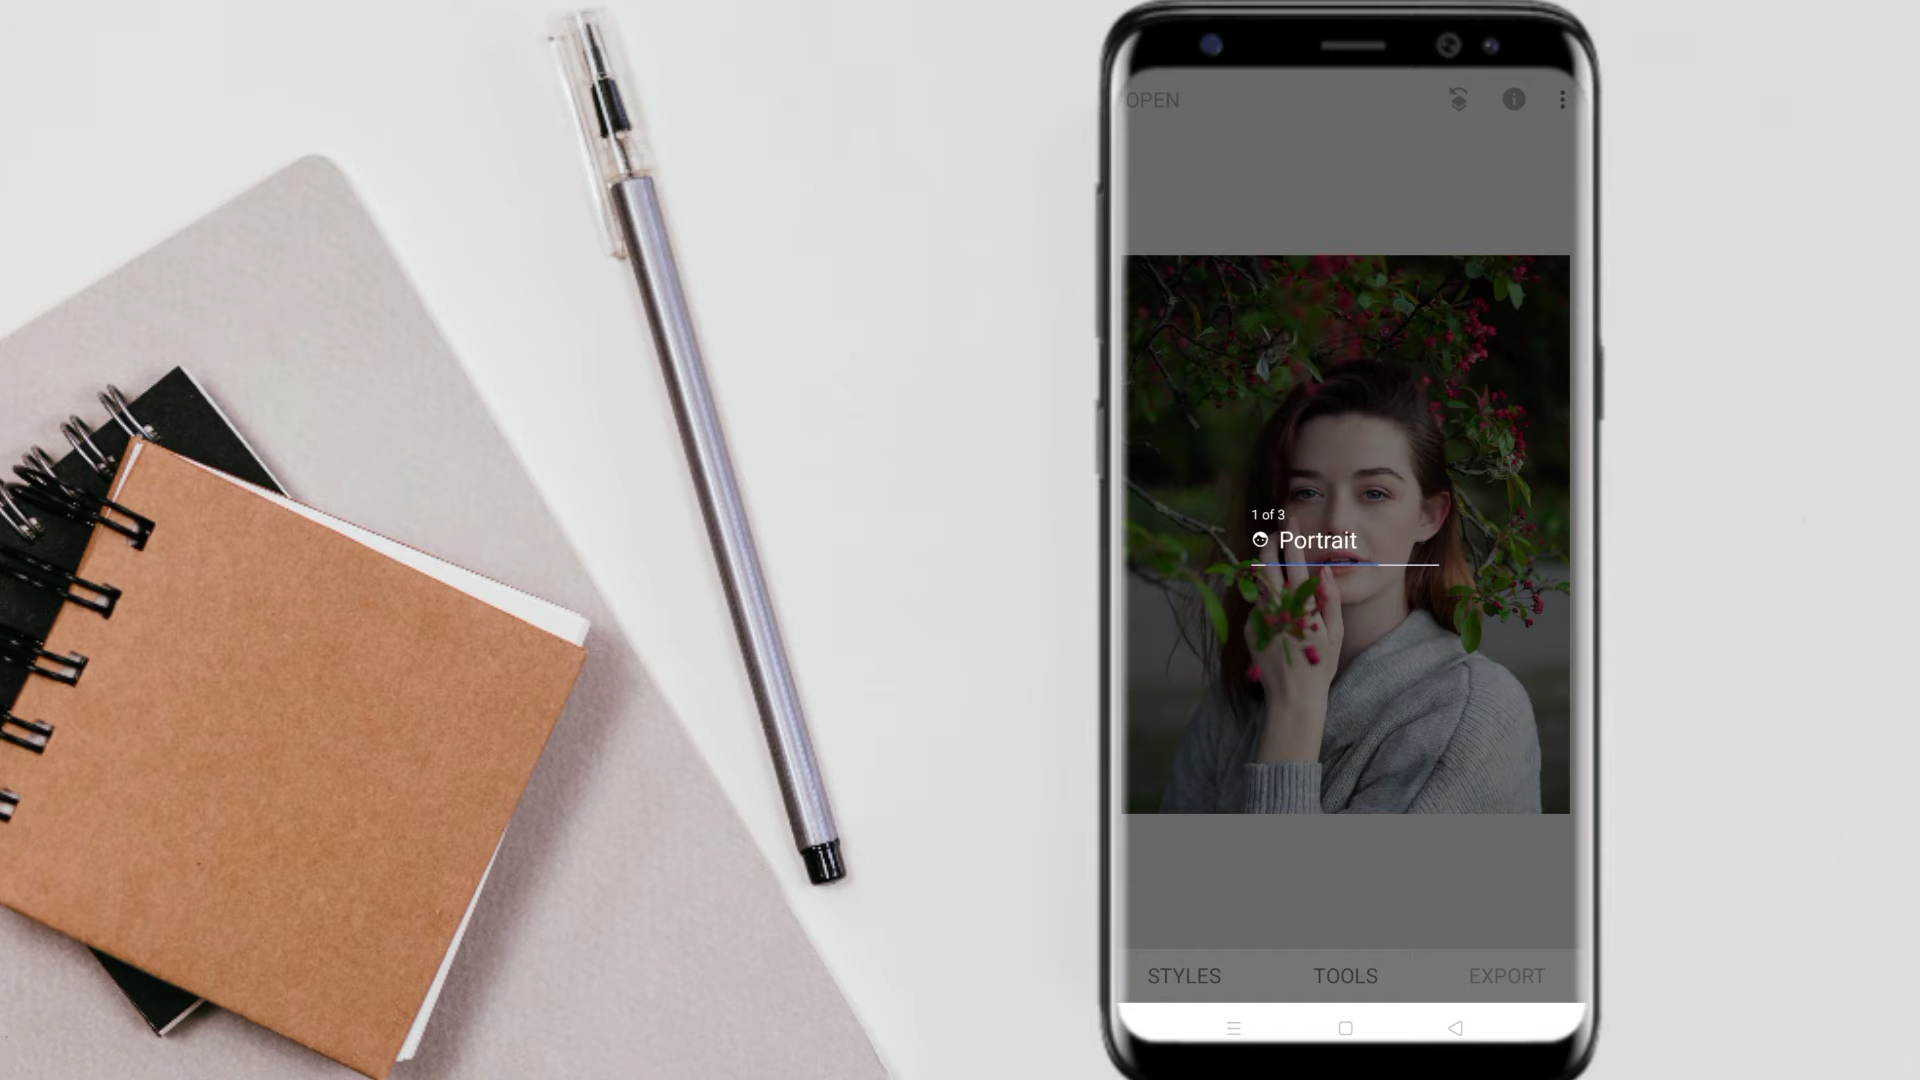 OPEN
1 of 3
Portrait
STYLES
TOOLS
EXPORT